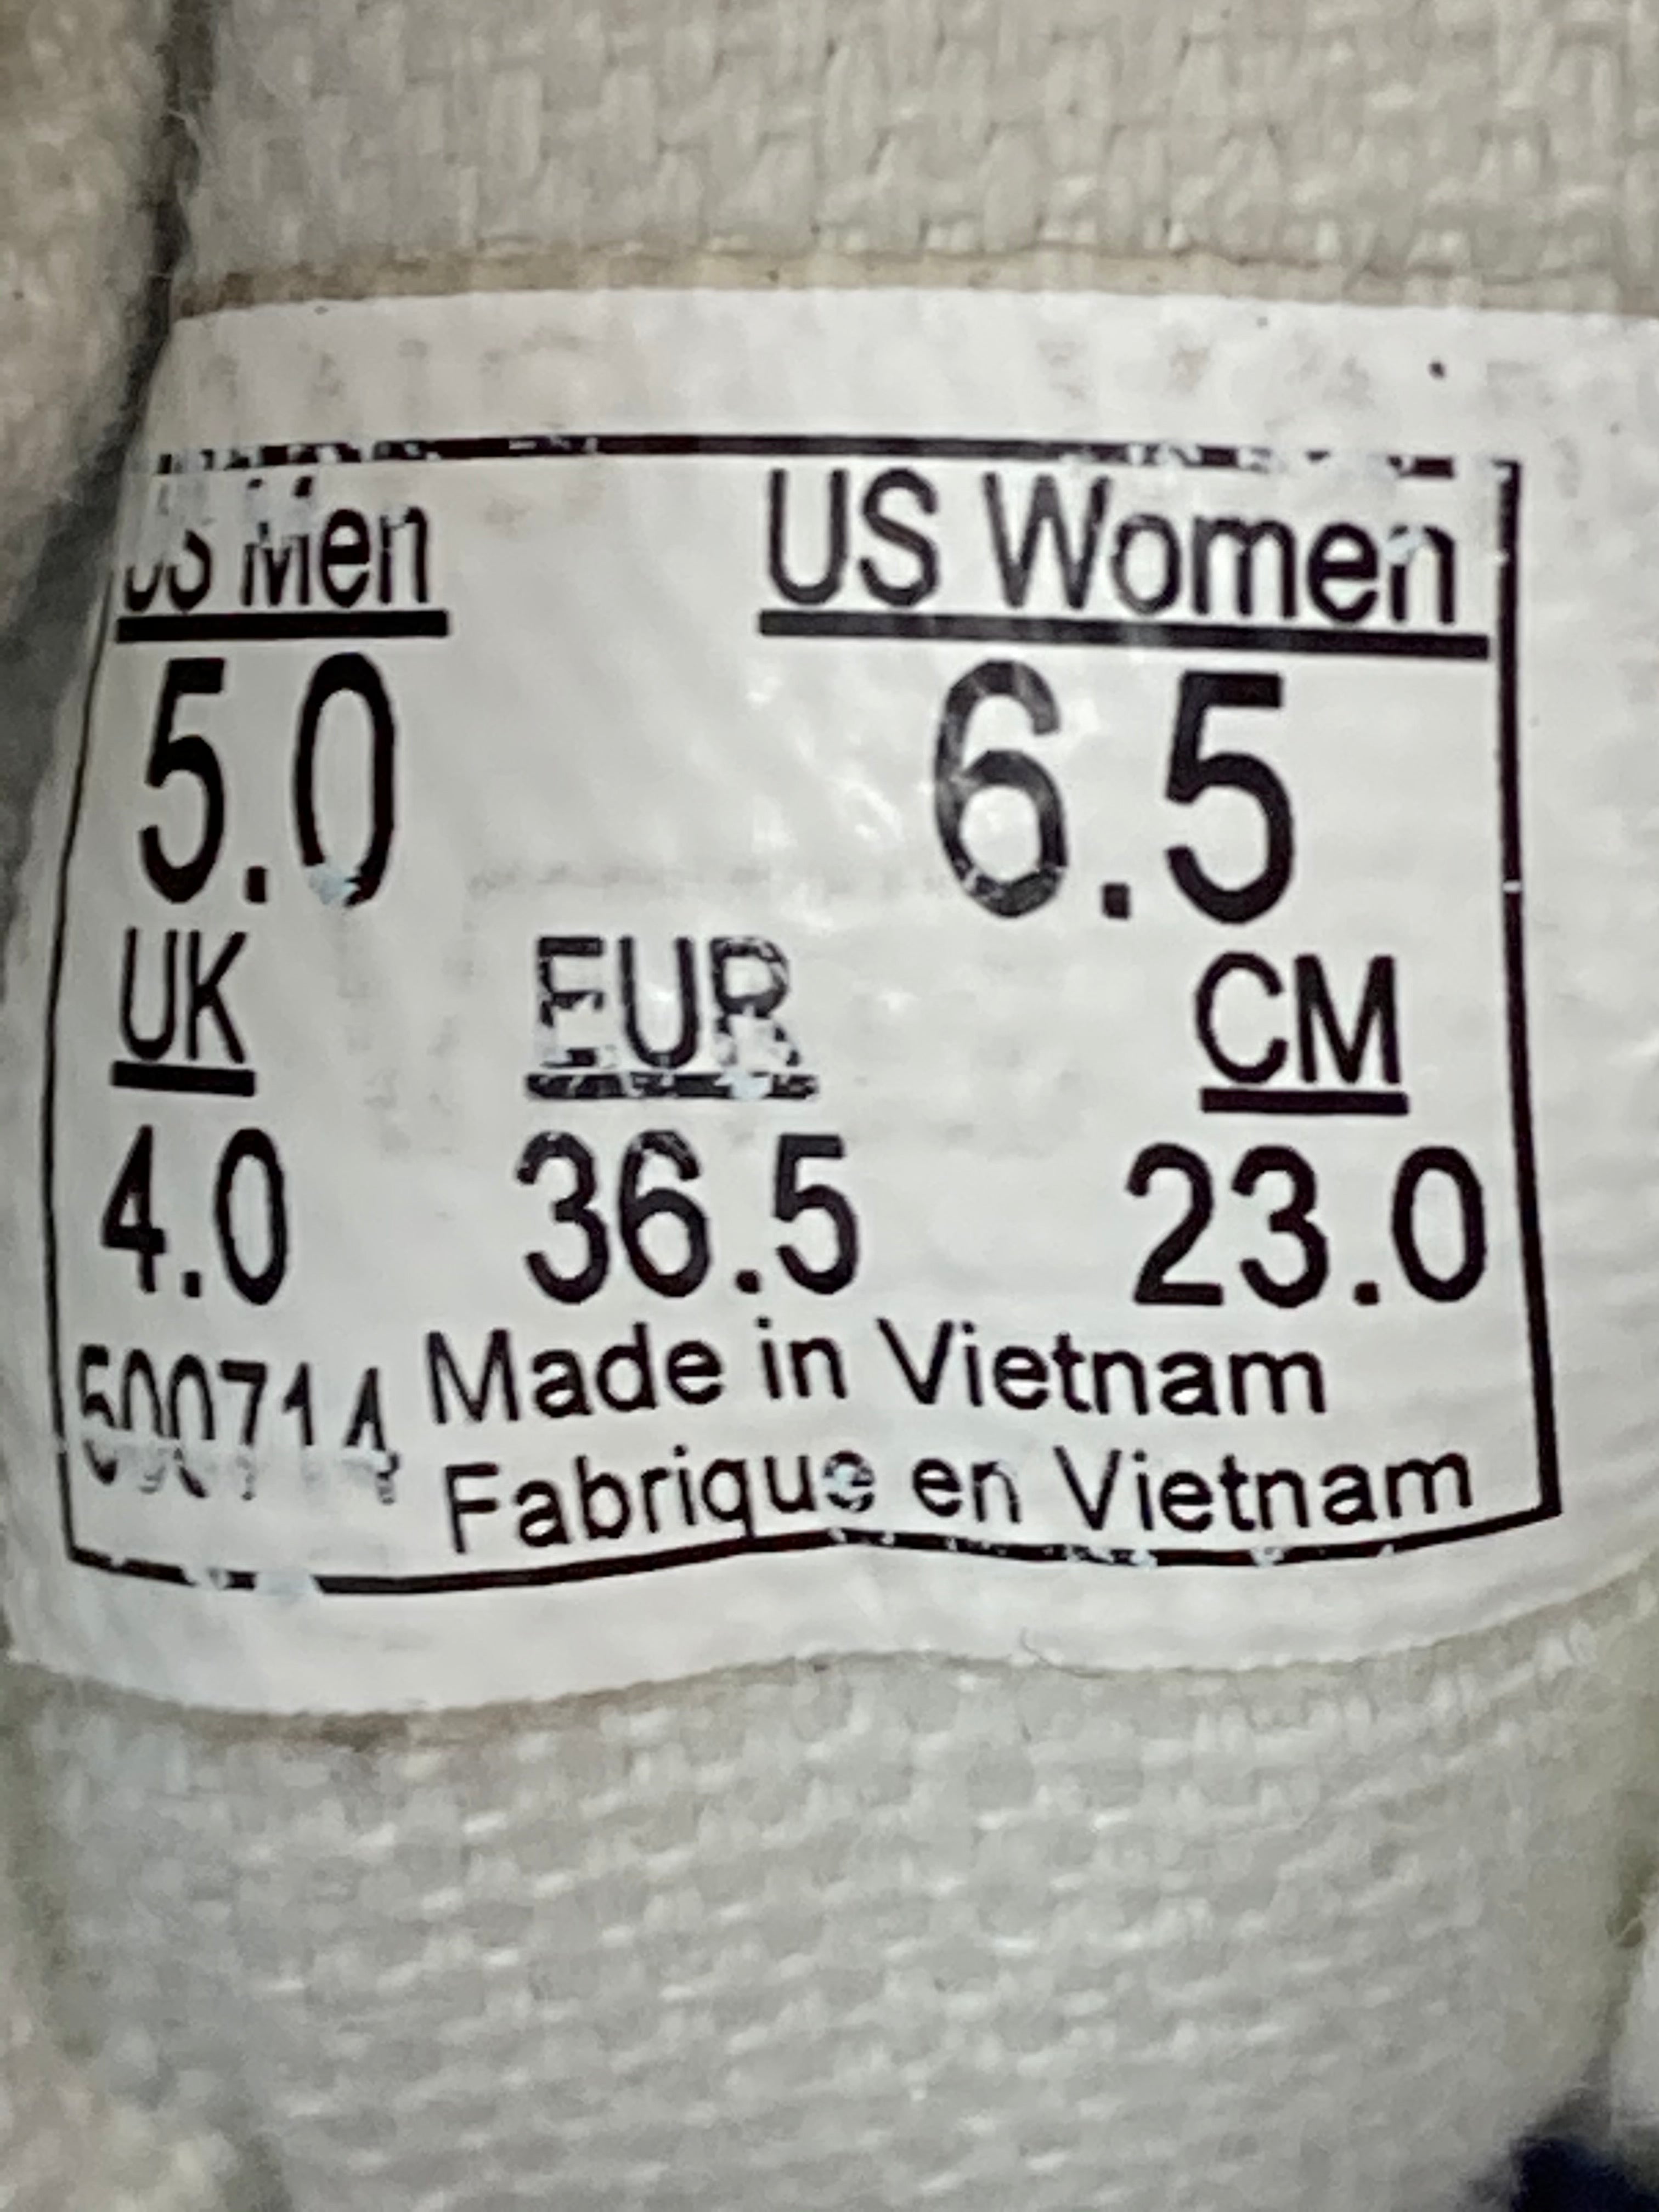 US Men US Women
5.0 6.5
UK EUR CM
4.0 36.5 23.0
500714 Made in Vietnam
Fabrique en Vietnam